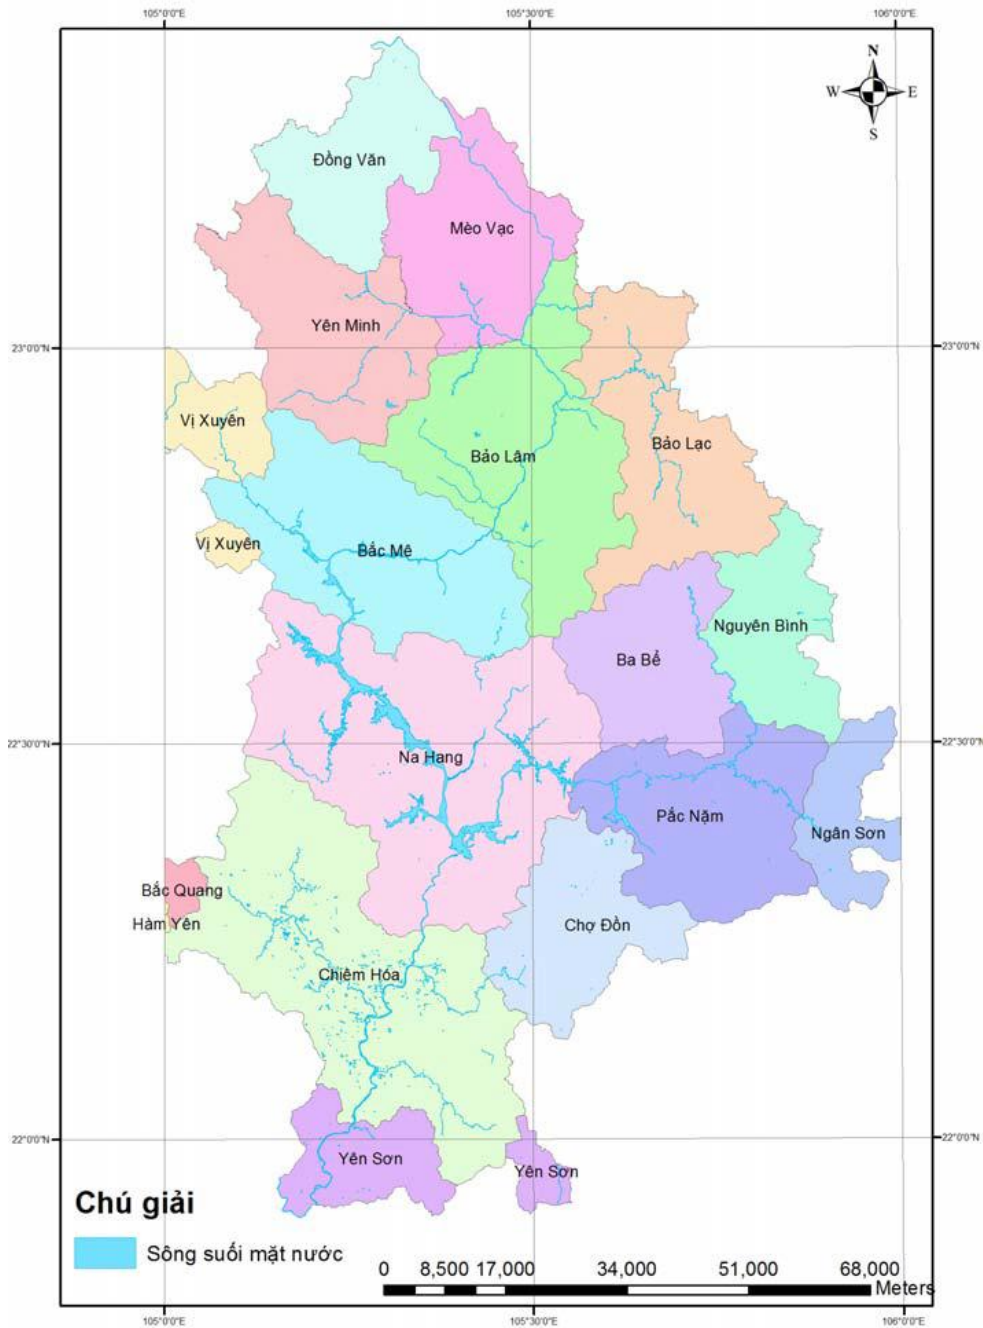 105°0'0"E
105°30'0"E
106°0'0"E
N
W
E
S
Đồng Văn
Mèo Vạc
Yên Minh
23°0'0"N
23°0'0"N
Vị Xuyên
Bảo Lạc
Bảo Lâm
Vị Xuyên
Bắc Mê
Nguyên Bình
Ba Bể
22°30'0"N
22°30'0"N
Na Hang
Pắc Nặm
Ngân Sơn
Bắc Quang
Hàm Yên
Chợ Đồn
Chiêm Hóa
22°0'0"N
22°0'0"N
Yên Sơn
Yên Sơn
Chú giải
Sông suối mặt nước
0 8,500 17,000 34,000 51,000 68,000
Meters
105°0'0"E
105°30'0"E
106°0'0"E